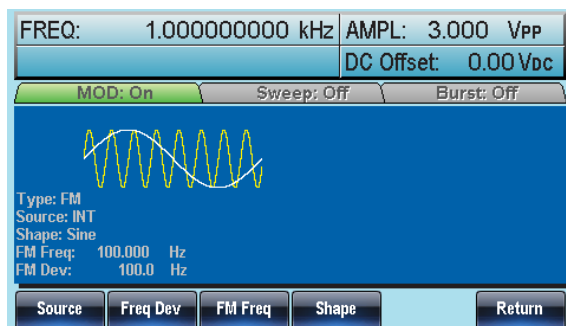 FREQ: 1.000000000 kHz AMPL: 3.000 VPP
DC Offset: 0.00 VDC
MOD: On Sweep: Off Burst: Off
Type: FM
Source: INT
Shape: Sine
FM Freq: 100.000 Hz
FM Dev: 100.0 Hz
Source Freq Dev FM Freq Shape Return